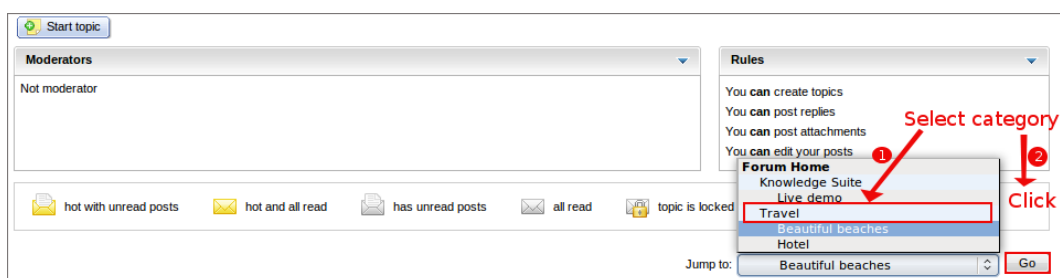 Start topic
Moderators
Rules
Not moderator
You can create topics
You can post replies
You can post attachments
You can edit your posts
Select category
1
2
Click
Forum Home
Knowledge Suite
Live demo
Travel
Beautiful beaches
Hotel
hot with unread posts
hot and all read
has unread posts
all read
topic is locked
Jump to:
Beautiful beaches
Go